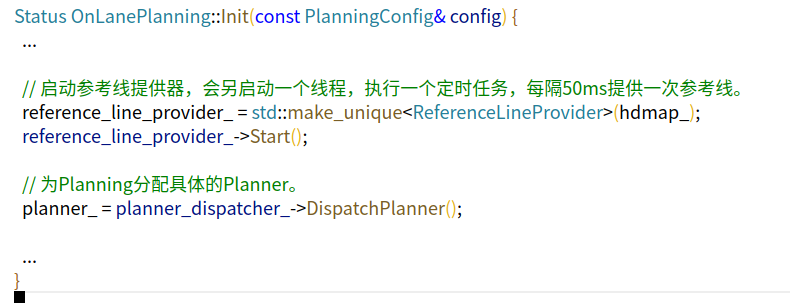 Status OnLanePlanning::Init(const PlanningConfig& config) {
...
// 启动参考线提供器，会另启动一个线程，执行一个定时任务，每隔50ms提供一次参考线。
reference_line_provider_ = std::make_unique<ReferenceLineProvider>(hdmap_);
reference_line_provider_->Start();
// 为Planning分配具体的Planner。
planner_ = planner_dispatcher_->DispatchPlanner();
...
}